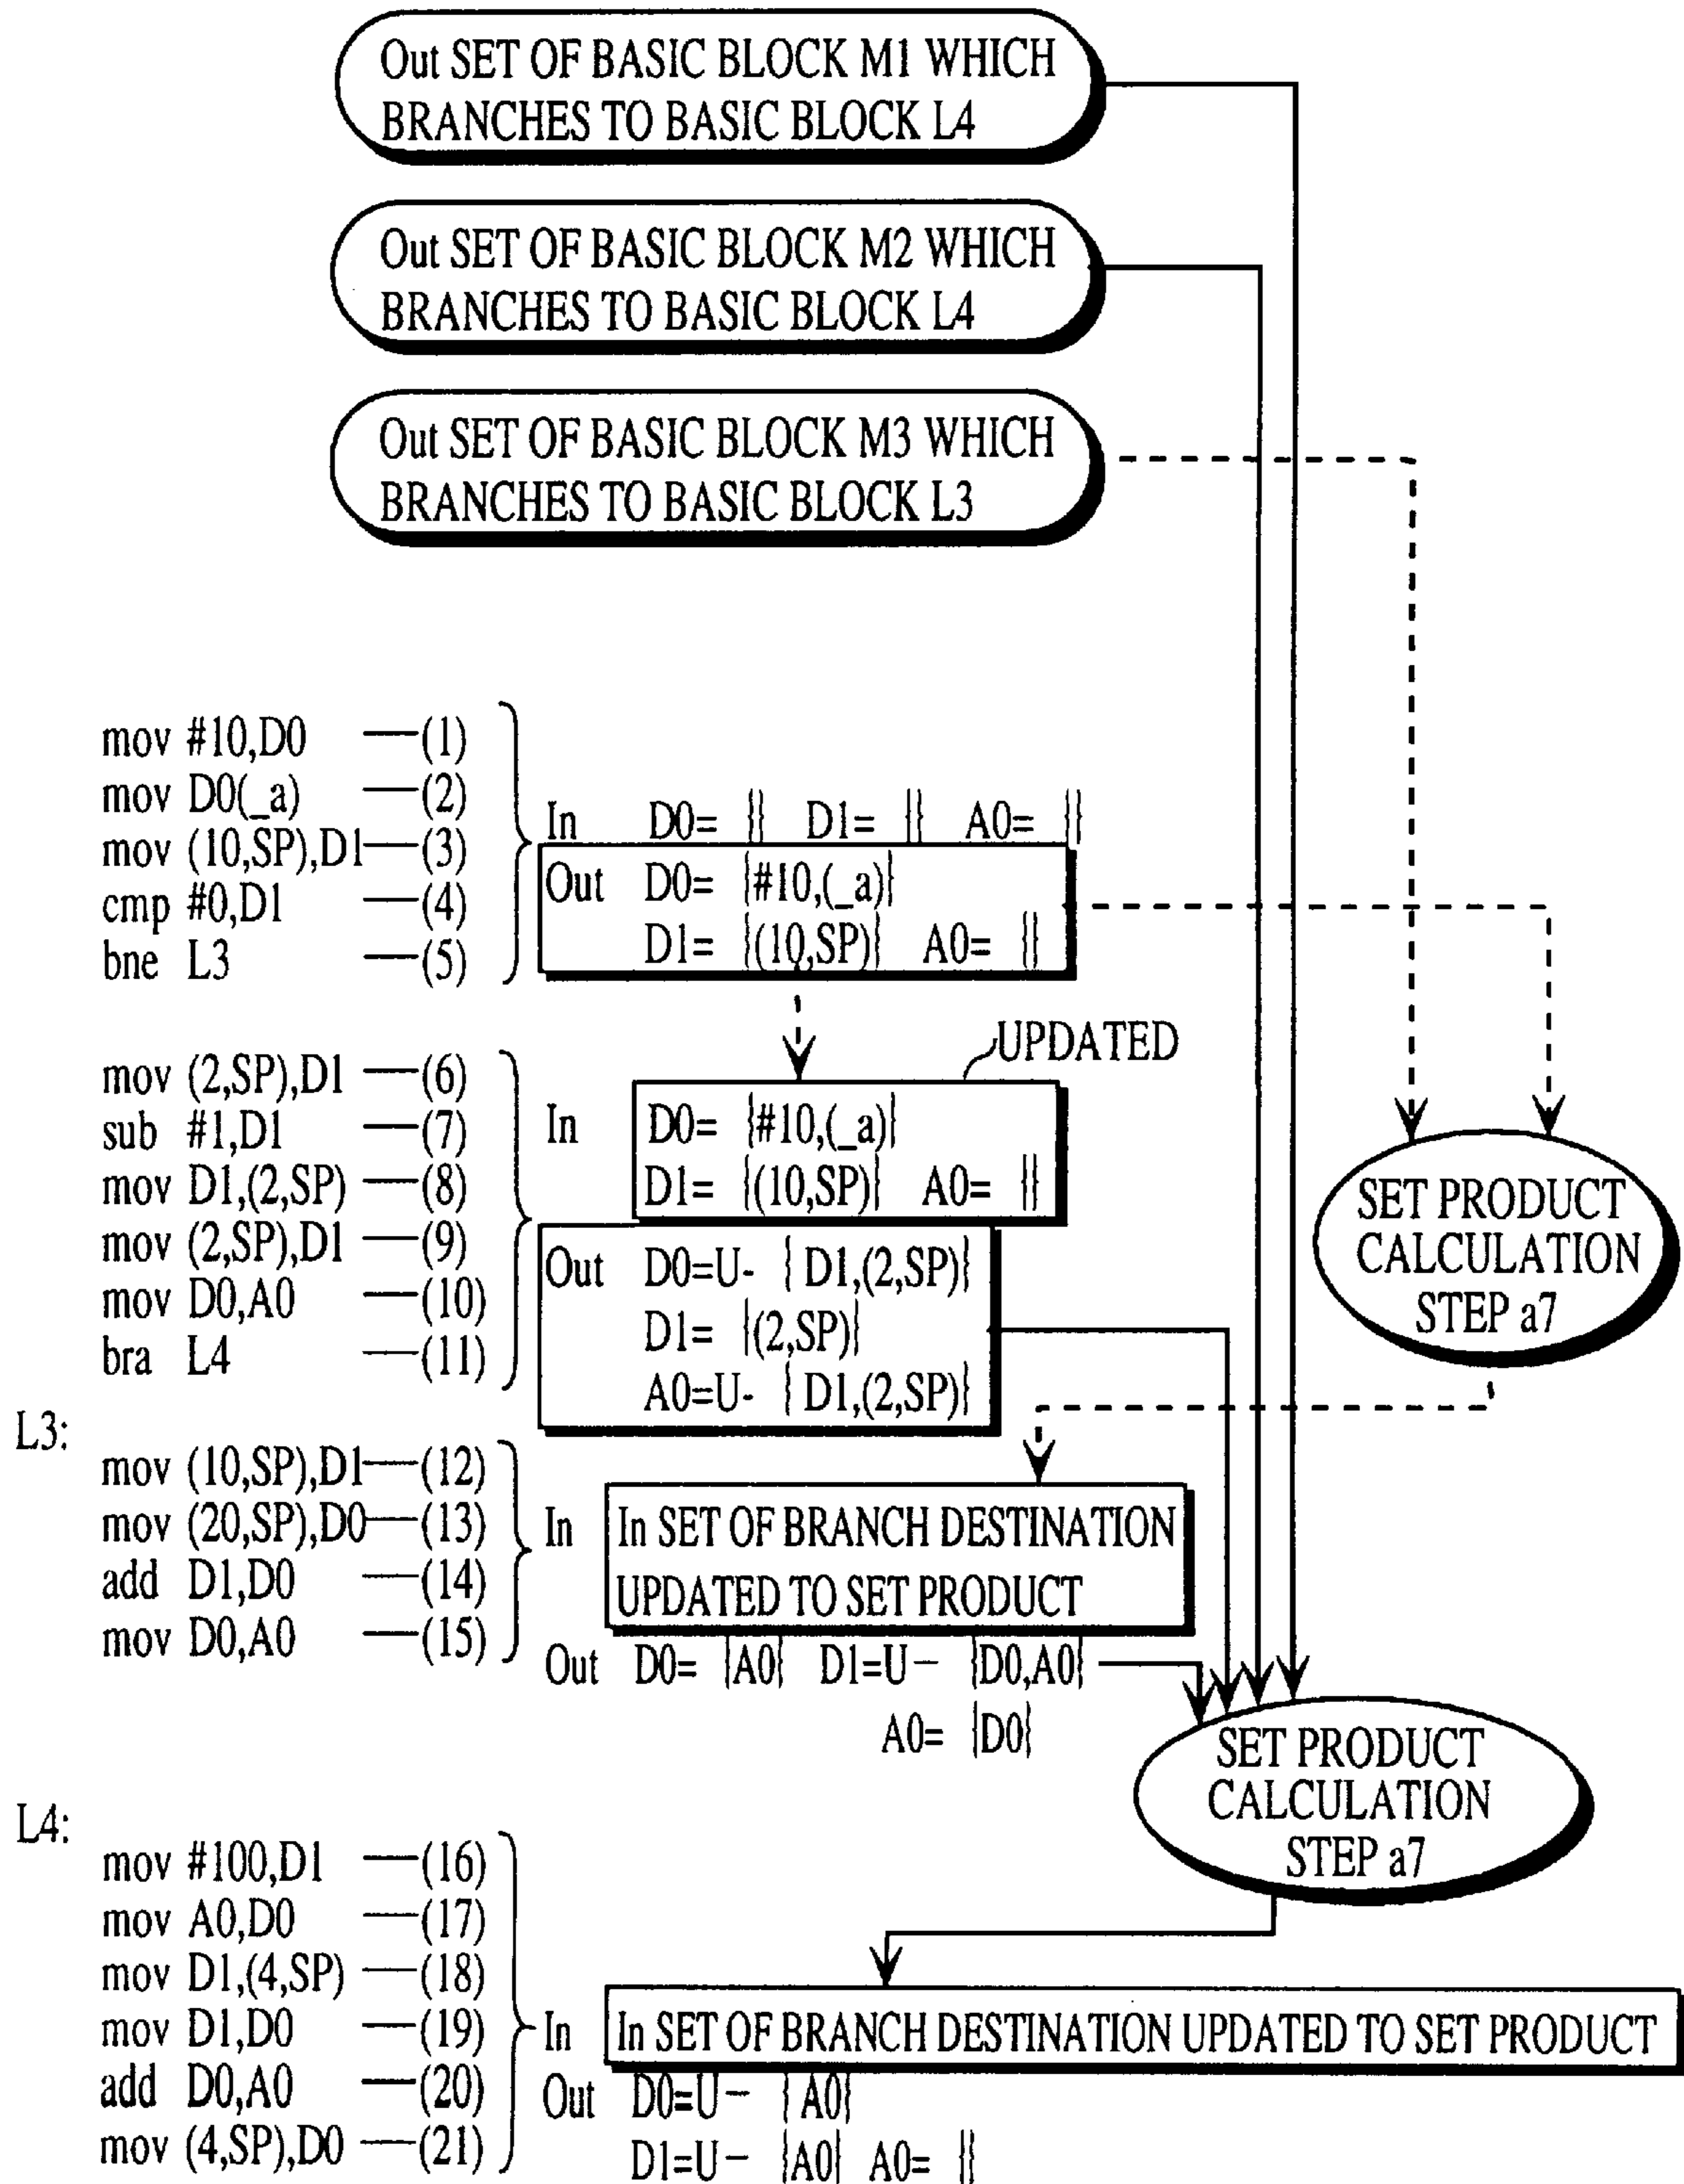 Out SET OF BASIC BLOCK M1 WHICH
BRANCHES TO BASIC BLOCK L4
Out SET OF BASIC BLOCK M2 WHICH
BRANCHES TO BASIC BLOCK L4
Out SET OF BASIC BLOCK M3 WHICH
BRANCHES TO BASIC BLOCK L3
mov #10,D0 —(1)
mov D0(_a) —(2)
mov (10,SP),D1—(3)
cmp #0,D1 —(4)
bne L3 —(5)
In D0= {} D1= {} A0= {}
Out D0= {#10,(_a)}
D1= {(10,SP)} A0= {}
UPDATED
mov (2,SP),D1 —(6)
sub #1,D1 —(7)
mov D1,(2,SP) —(8)
mov (2,SP),D1 —(9)
mov D0,A0 —(10)
bra L4 —(11)
In D0= {#10,(_a)}
D1= {(10,SP)} A0= {}
Out D0=U- {D1,(2,SP)}
D1= {(2,SP)}
A0=U- {D1,(2,SP)}
SET PRODUCT
CALCULATION
STEP a7
L3:
mov (10,SP),D1—(12)
mov (20,SP),D0—(13)
add D1,D0 —(14)
mov D0,A0 —(15)
In In SET OF BRANCH DESTINATION
UPDATED TO SET PRODUCT
Out D0= {A0} D1=U— {D0,A0}
A0= {D0}
SET PRODUCT
CALCULATION
STEP a7
L4:
mov #100,D1 —(16)
mov A0,D0 —(17)
mov D1,(4,SP) —(18)
mov D1,D0 —(19)
add D0,A0 —(20)
mov (4,SP),D0 —(21)
In In SET OF BRANCH DESTINATION UPDATED TO SET PRODUCT
Out D0=U— {A0}
D1=U— {A0} A0= {}